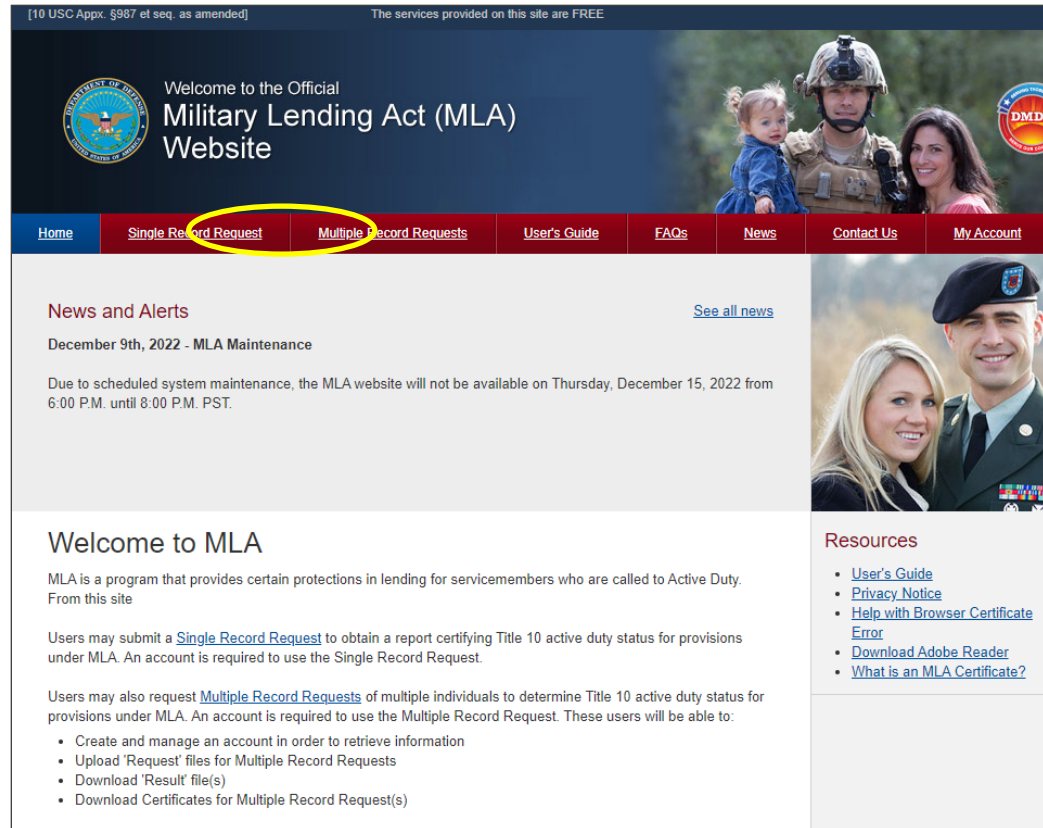 [10 USC Appx. §987 et seq. as amended] The services provided on this site are FREE
DEPARTMENT OF DEFENSE
UNITED STATES OF AMERICA
Welcome to the Official
Military Lending Act (MLA)
Website
DMD
Home Single Record Request Multiple Record Requests User's Guide FAQs News Contact Us My Account
News and Alerts See all news
December 9th, 2022 - MLA Maintenance
Due to scheduled system maintenance, the MLA website will not be available on Thursday, December 15, 2022 from
6:00 P.M. until 8:00 P.M. PST.
Welcome to MLA
MLA is a program that provides certain protections in lending for servicemembers who are called to Active Duty.
From this site
Users may submit a Single Record Request to obtain a report certifying Title 10 active duty status for provisions
under MLA. An account is required to use the Single Record Request.
Users may also request Multiple Record Requests of multiple individuals to determine Title 10 active duty status for
provisions under MLA. An account is required to use the Multiple Record Request. These users will be able to:
• Create and manage an account in order to retrieve information
• Upload 'Request' files for Multiple Record Requests
• Download 'Result' file(s)
• Download Certificates for Multiple Record Request(s)
Resources
• User's Guide
• Privacy Notice
• Help with Browser Certificate
Error
• Download Adobe Reader
• What is an MLA Certificate?